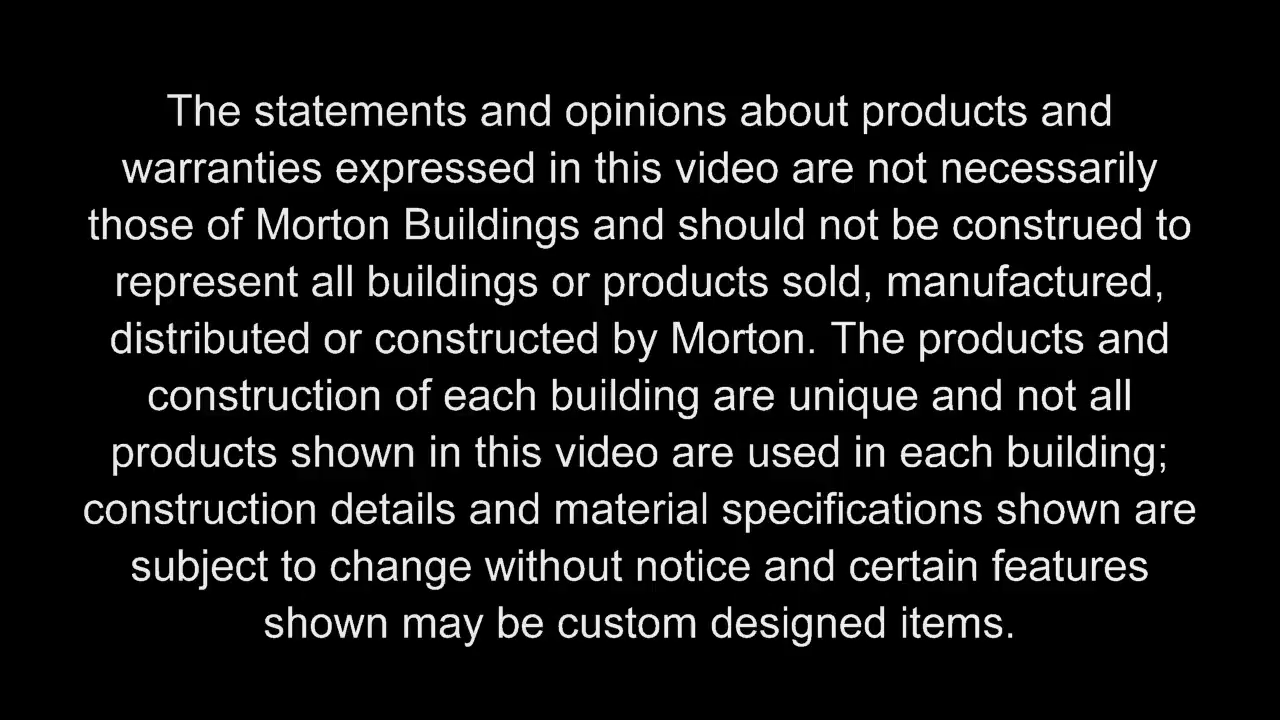 The statements and opinions about products and
warranties expressed in this video are not necessarily
those of Morton Buildings and should not be construed to
represent all buildings or products sold, manufactured,
distributed or constructed by Morton. The products and
construction of each building are unique and not all
products shown in this video are used in each building;
construction details and material specifications shown are
subject to change without notice and certain features
shown may be custom designed items.